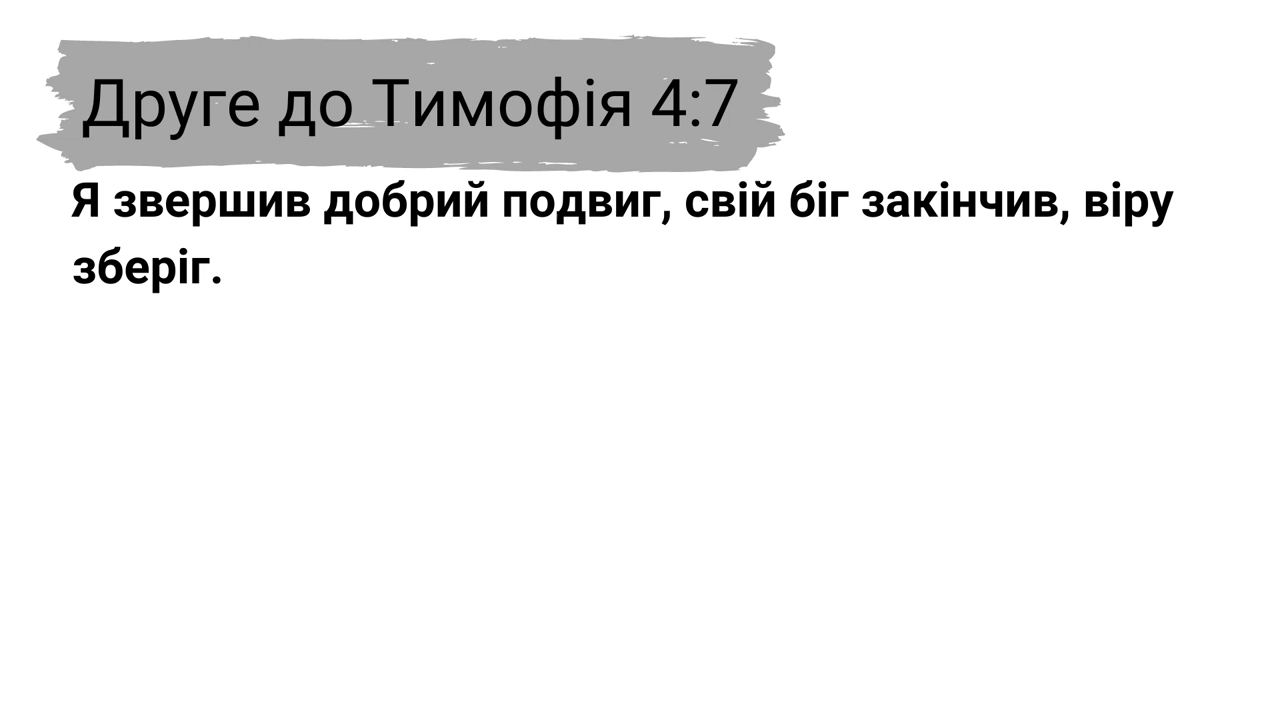 Друге до Тимофія 4:7
Я звершив добрий подвиг, свій біг закінчив, віру
зберіг.